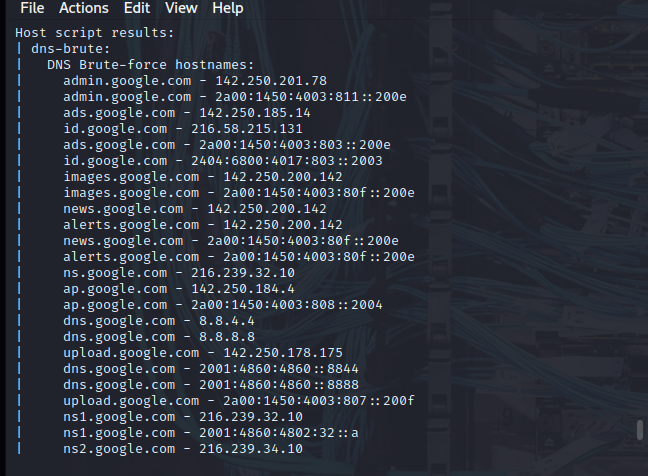 File Actions Edit View Help
Host script results:
| dns-brute:
|   DNS Brute-force hostnames:
|     admin.google.com - 142.250.201.78
|     admin.google.com - 2a00:1450:4003:811::200e
|     ads.google.com - 142.250.185.14
|     id.google.com - 216.58.215.131
|     ads.google.com - 2a00:1450:4003:803::200e
|     id.google.com - 2404:6800:4017:803::2003
|     images.google.com - 142.250.200.142
|     images.google.com - 2a00:1450:4003:80f::200e
|     news.google.com - 142.250.200.142
|     alerts.google.com - 142.250.200.142
|     news.google.com - 2a00:1450:4003:80f::200e
|     alerts.google.com - 2a00:1450:4003:80f::200e
|     ns.google.com - 216.239.32.10
|     ap.google.com - 142.250.184.4
|     ap.google.com - 2a00:1450:4003:808::2004
|     dns.google.com - 8.8.4.4
|     dns.google.com - 8.8.8.8
|     upload.google.com - 142.250.178.175
|     dns.google.com - 2001:4860:4860::8844
|     dns.google.com - 2001:4860:4860::8888
|     upload.google.com - 2a00:1450:4003:807::200f
|     ns1.google.com - 216.239.32.10
|     ns1.google.com - 2001:4860:4802:32::a
|     ns2.google.com - 216.239.34.10